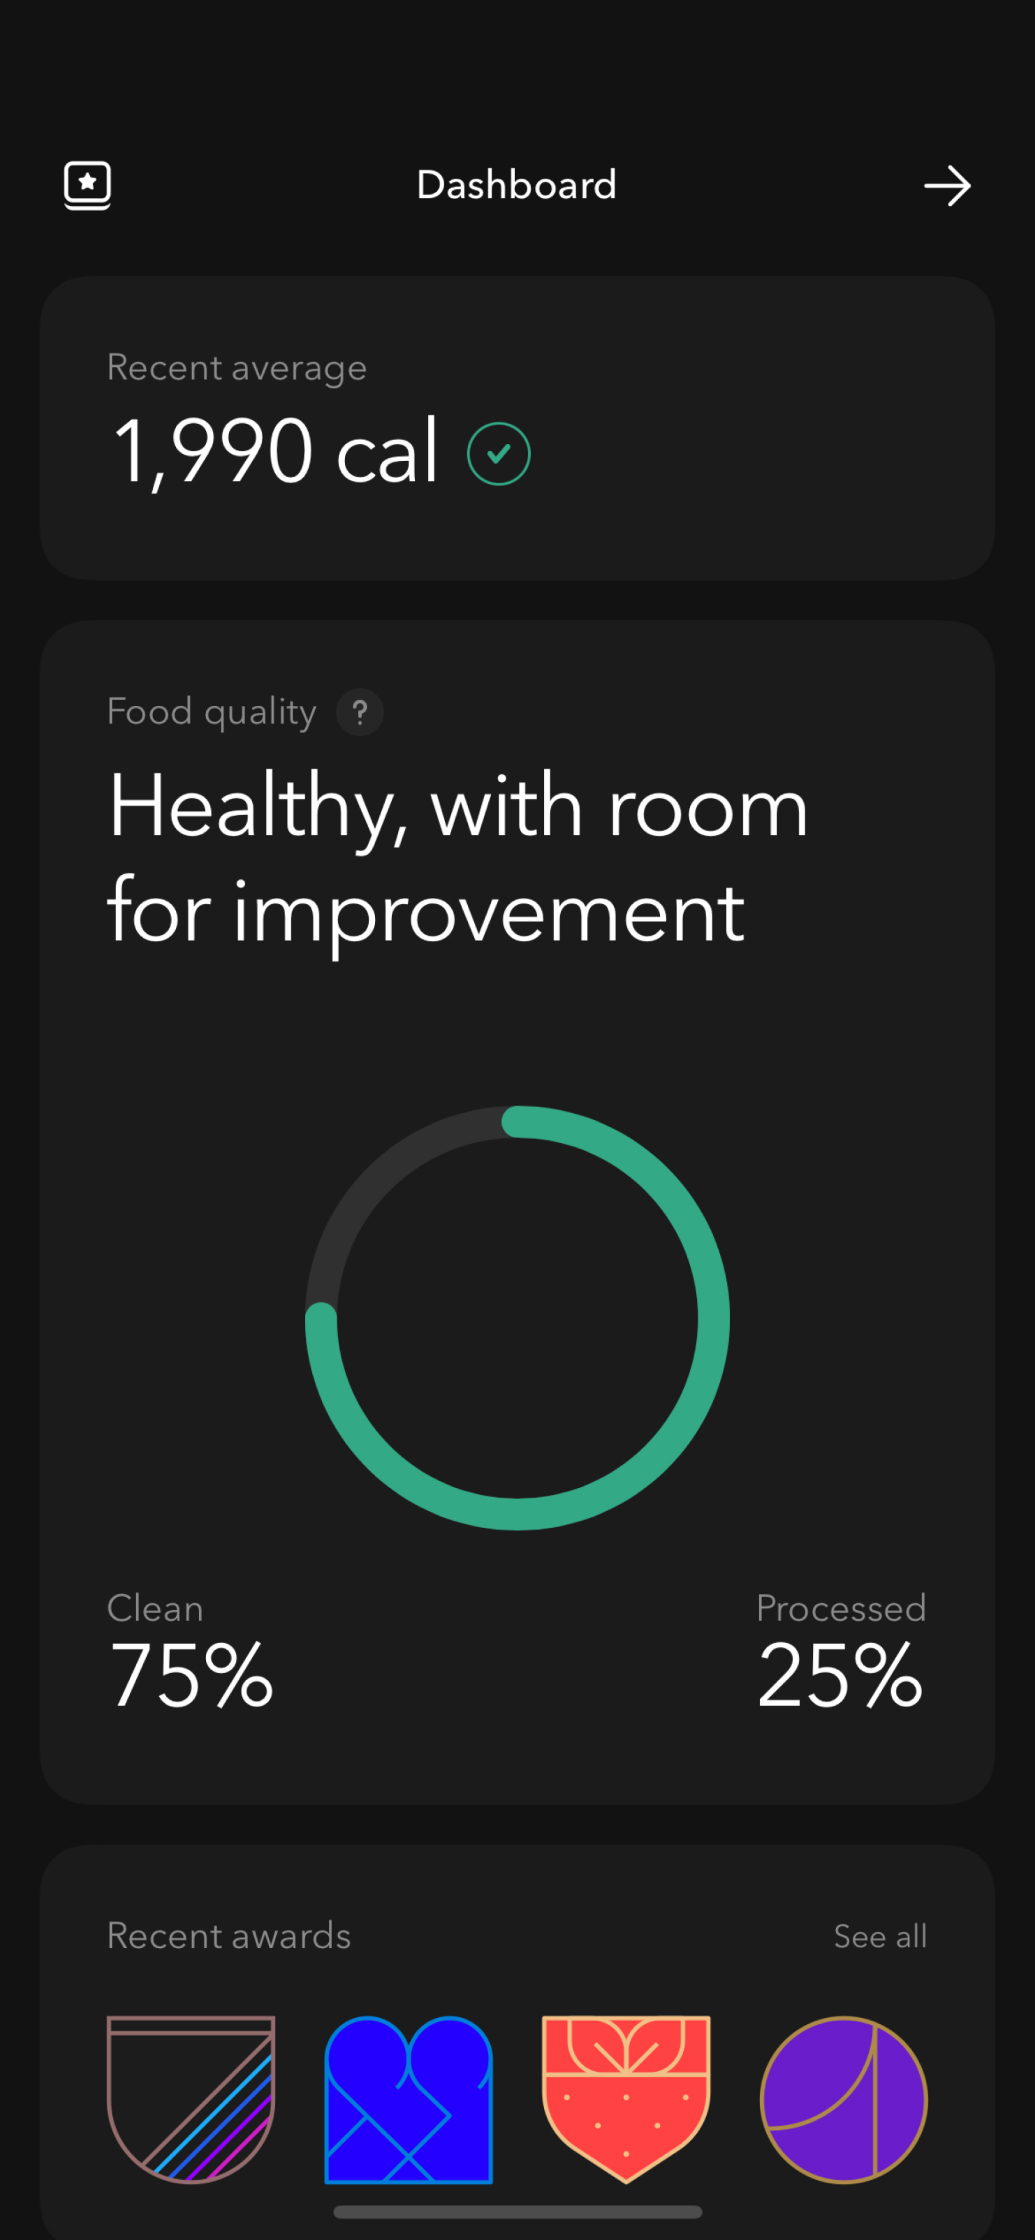 Dashboard
Recent average
1,990 cal
Food quality ?
Healthy, with room
for improvement
Clean
75%
Processed
25%
Recent awards
See all